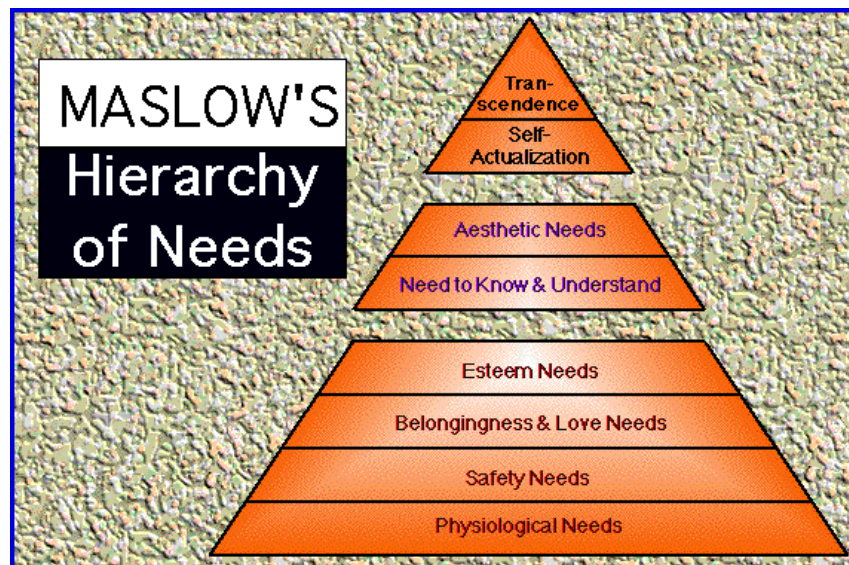 MASLOW'S
Hierarchy
of Needs
Tran-
scendence
Self-
Actualization
Aesthetic Needs
Need to Know & Understand
Esteem Needs
Belongingness & Love Needs
Safety Needs
Physiological Needs